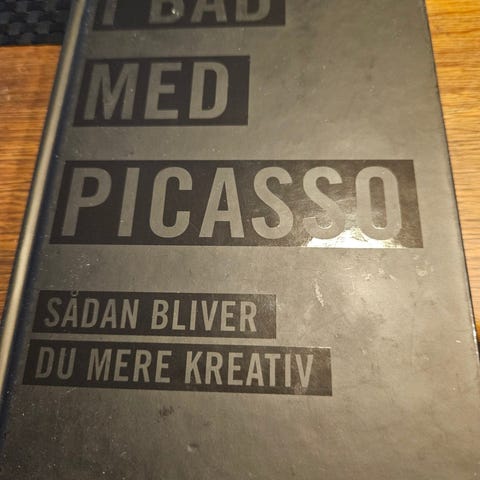 I BAD
MED
PICASSO
SÅDAN BLIVER
DU MERE KREATIV